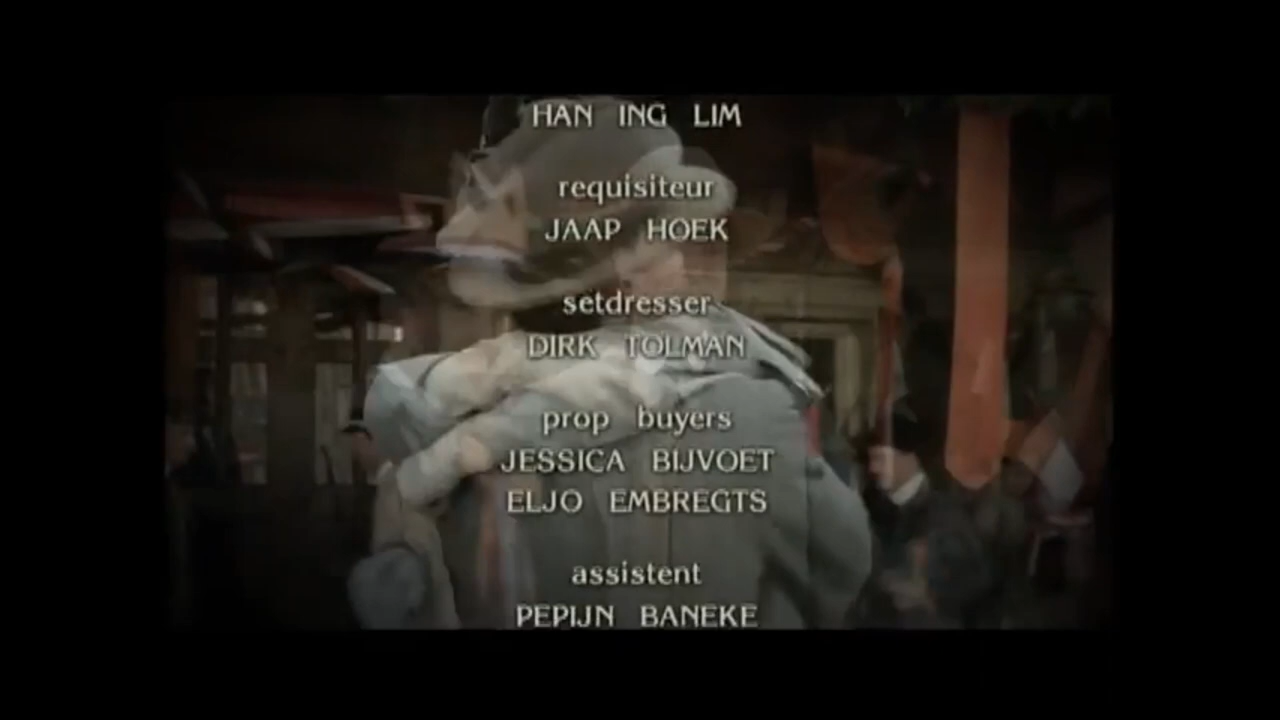 HAN ING LIM
requisiteur
JAAP HOEK
setdresser
DIRK TOLMAN
prop buyers
JESSICA BIJVOET
ELJO EMBREGTS
assistent
PEPIJN BANEKE